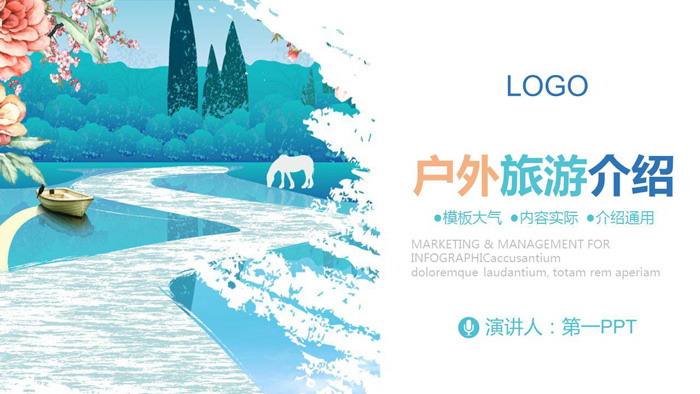 LOGO
户外旅游介绍
●模板大气 ●内容实际 ●介绍通用
MARKETING & MANAGEMENT FOR
INFOGRAPHICaccusantium
doloremque laudantium, totam rem aperiam
演讲人：第一PPT